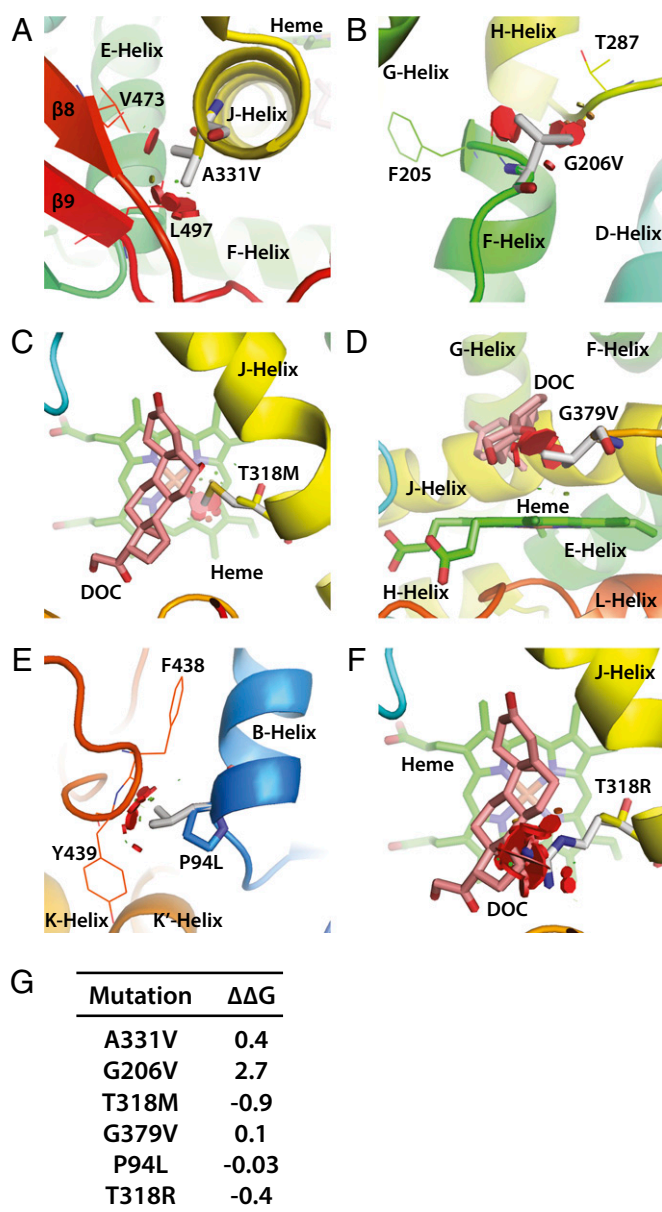 A
E-Helix
Heme
V473
β8
J-Helix
A331V
β9
L497
F-Helix
B
H-Helix
T287
G-Helix
F205
G206V
F-Helix
D-Helix
C
J-Helix
T318M
Heme
DOC
D
G-Helix
F-Helix
DOC
G379V
J-Helix
Heme
E-Helix
H-Helix
L-Helix
E
F438
B-Helix
Y439
P94L
K-Helix
K′-Helix
F
J-Helix
Heme
T318R
DOC
G
Mutation ΔΔG
A331V 0.4
G206V 2.7
T318M -0.9
G379V 0.1
P94L -0.03
T318R -0.4